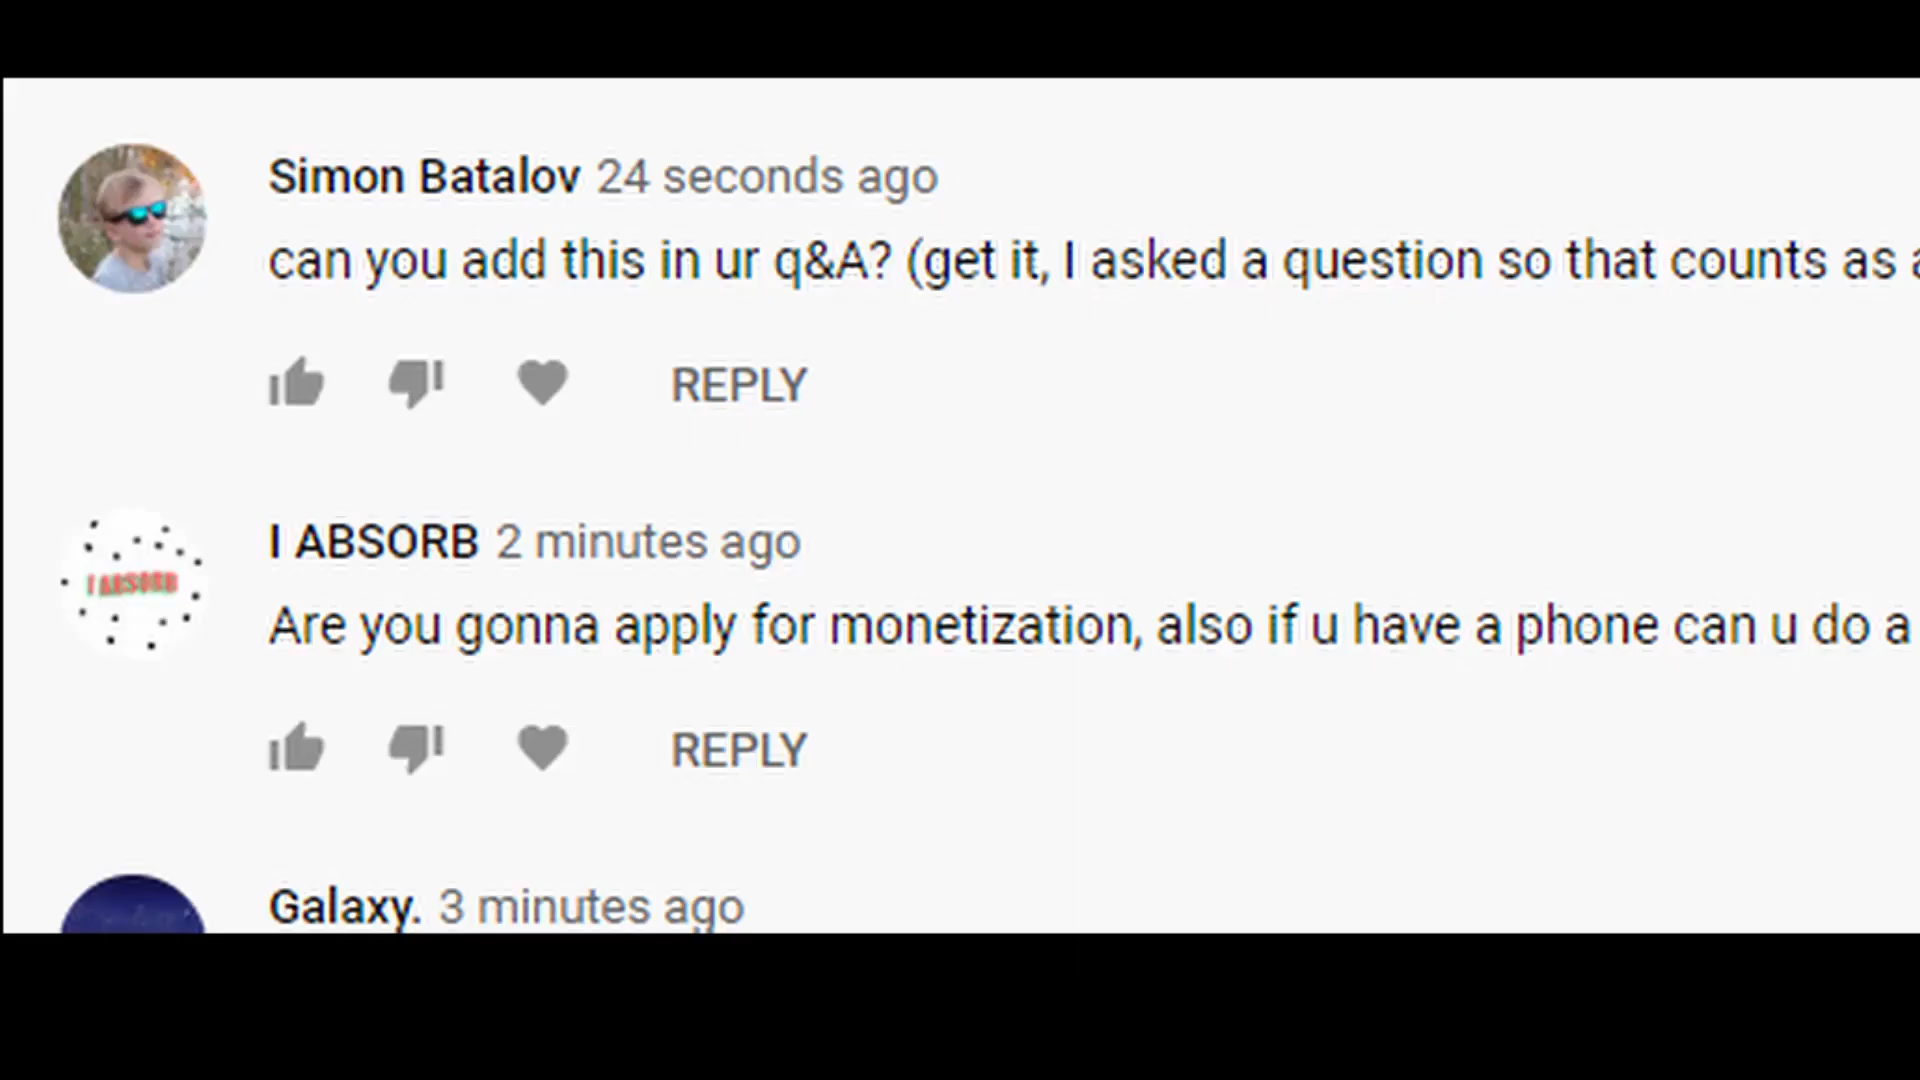 Simon Batalov 24 seconds ago
can you add this in ur q&A? (get it, I asked a question so that counts as
REPLY
I ABSORB 2 minutes ago
I ABSORB
Are you gonna apply for monetization, also if u have a phone can u do a
REPLY
Galaxy. 3 minutes ago